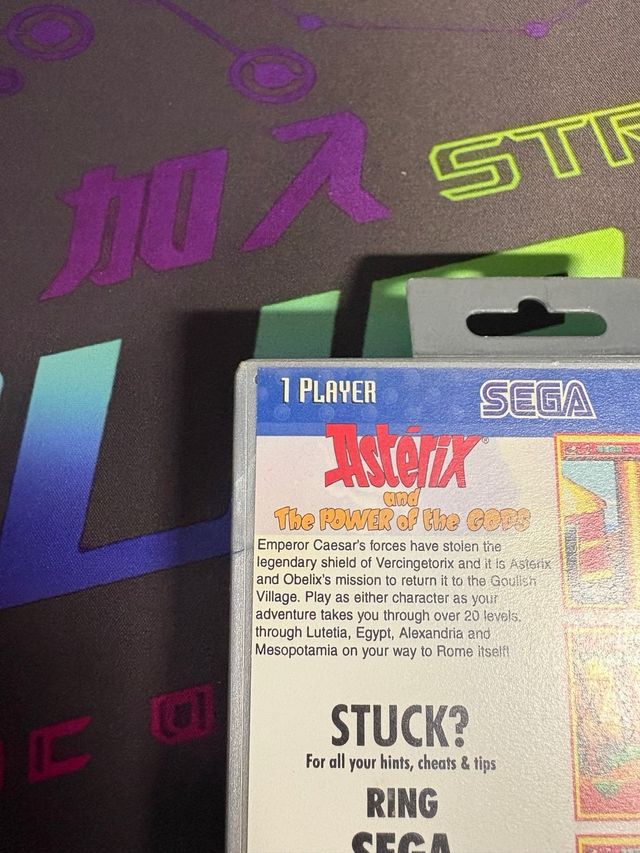 加入
STR
1 PLAYER
SEGA
Astérix®
and
The POWER of the GODS
Emperor Caesar's forces have stolen the
legendary shield of Vercingetorix and it is Asterix
and Obelix's mission to return it to the Goulish
Village. Play as either character as your
adventure takes you through over 20 levels,
through Lutetia, Egypt, Alexandria and
Mesopotamia on your way to Rome itself!
STUCK?
For all your hints, cheats & tips
RING
SEGA